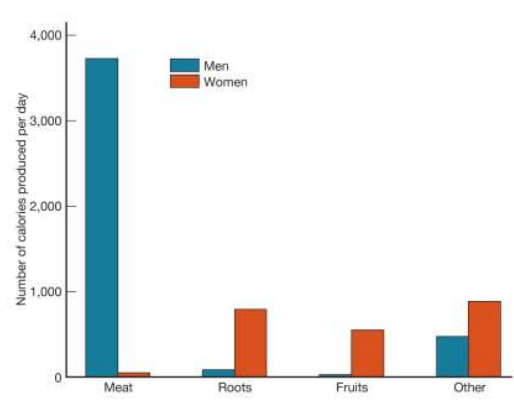 Number of calories produced per day
4,000
3,000
2,000
1,000
0
Men
Women
Meat
Roots
Fruits
Other